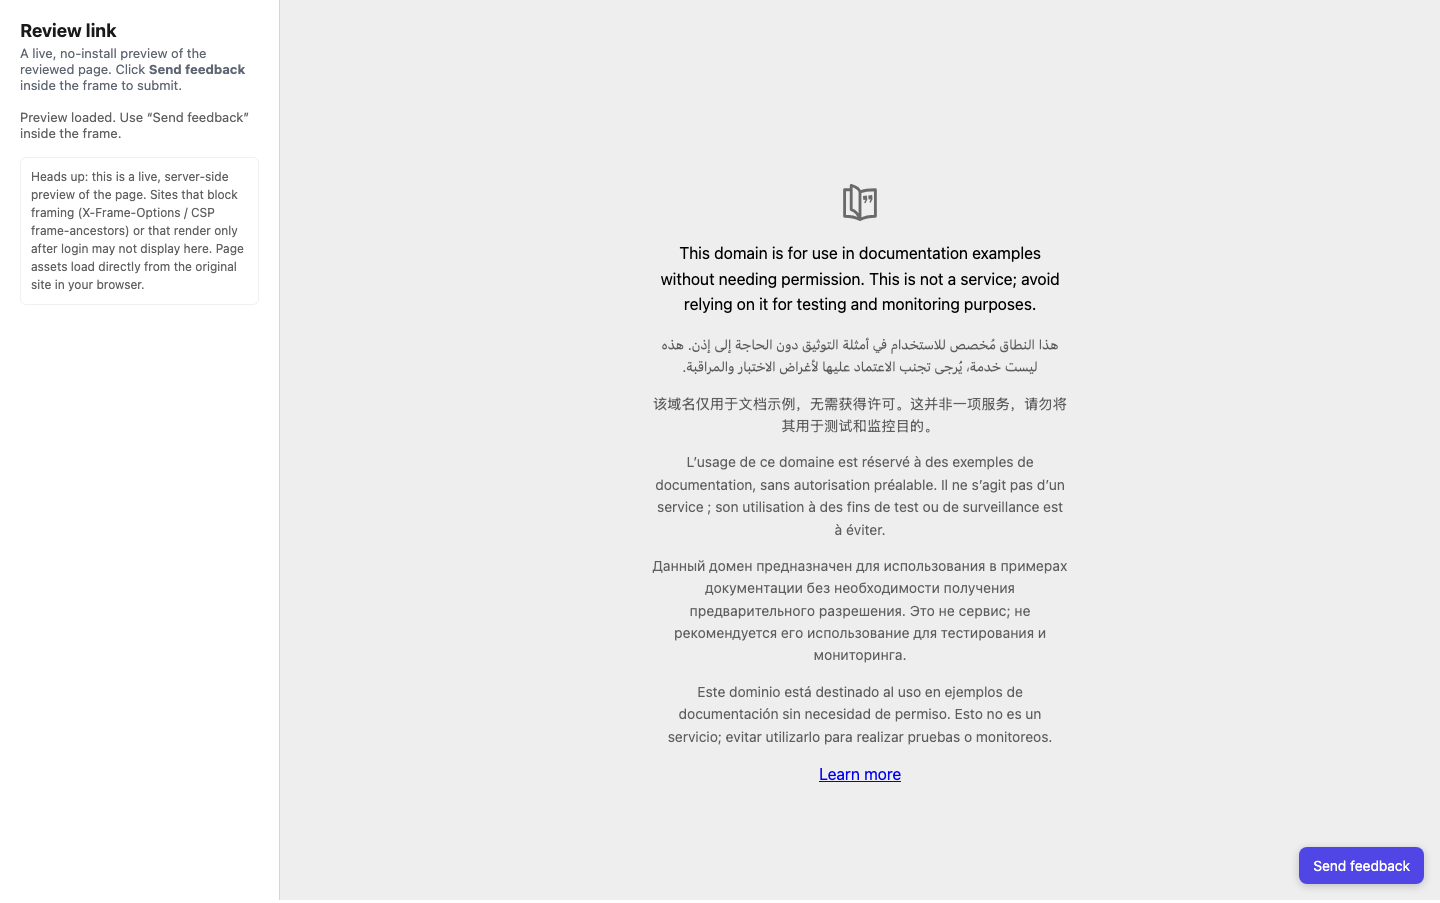 Review link
A live, no-install preview of the
reviewed page. Click Send feedback
inside the frame to submit.
Preview loaded. Use “Send feedback”
inside the frame.
Heads up: this is a live, server-side
preview of the page. Sites that block
framing (X-Frame-Options / CSP
frame-ancestors) or that render only
after login may not display here. Page
assets load directly from the original
site in your browser.
This domain is for use in documentation examples
without needing permission. This is not a service; avoid
relying on it for testing and monitoring purposes.
هذا النطاق مُخصص للاستخدام في أمثلة التوثيق دون الحاجة إلى إذن. هذه
ليست خدمة، يُرجى تجنب الاعتماد عليها لأغراض الاختبار والمراقبة.
该域名仅用于文档示例，无需获得许可。这并非一项服务，请勿将
其用于测试和监控目的。
L’usage de ce domaine est réservé à des exemples de
documentation, sans autorisation préalable. Il ne s’agit pas d’un
service ; son utilisation à des fins de test ou de surveillance est
à éviter.
Данный домен предназначен для использования в примерах
документации без необходимости получения
предварительного разрешения. Это не сервис; не
рекомендуется его использование для тестирования и
мониторинга.
Este dominio está destinado al uso en ejemplos de
documentación sin necesidad de permiso. Esto no es un
servicio; evitar utilizarlo para realizar pruebas o monitoreos.
Learn more
Send feedback